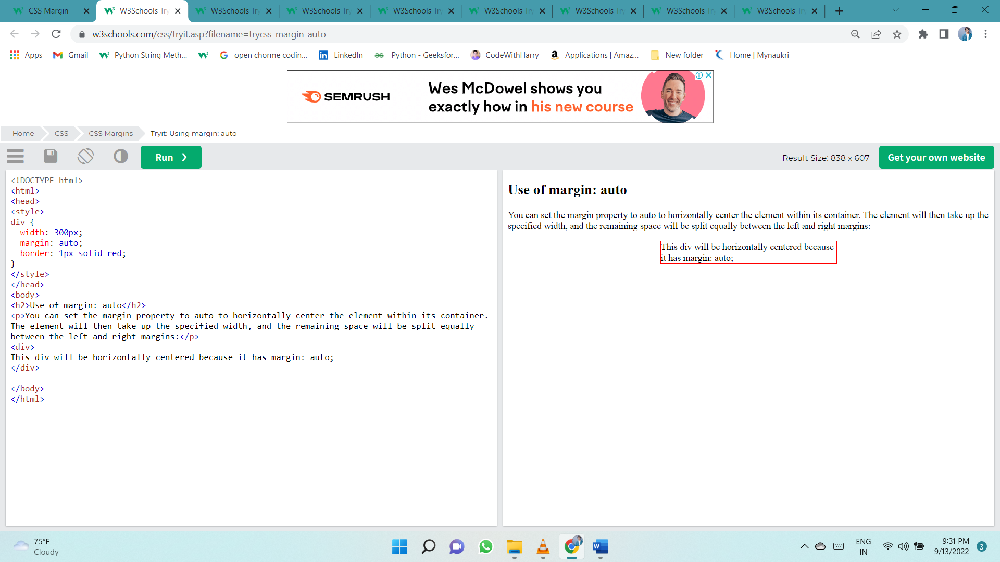 CSS Margin
W3Schools Try
W3Schools Try
W3Schools Try
W3Schools Try
W3Schools Try
W3Schools Try
W3Schools Try
W3Schools Try
w3schools.com/css/tryit.asp?filename=trycss_margin_auto
Apps
Gmail
Python String Meth...
open chorme codin...
LinkedIn
Python - Geeksfor...
CodeWithHarry
Applications | Amaz...
New folder
Home | Mynaukri
SEMRUSH
Wes McDowel shows you
exactly how in his new course
Home
CSS
CSS Margins
Tryit: Using margin: auto
Run ❯
Result Size: 838 x 607
Get your own website
<!DOCTYPE html>
<html>
<head>
<style>
div {
  width: 300px;
  margin: auto;
  border: 1px solid red;
}
</style>
</head>
<body>
<h2>Use of margin: auto</h2>
<p>You can set the margin property to auto to horizontally center the element within its container.
The element will then take up the specified width, and the remaining space will be split equally
between the left and right margins:</p>
<div>
This div will be horizontally centered because it has margin: auto;
</div>
</body>
</html>
Use of margin: auto
You can set the margin property to auto to horizontally center the element within its container. The element will then take up the
specified width, and the remaining space will be split equally between the left and right margins:
This div will be horizontally centered because
it has margin: auto;
75°F
Cloudy
ENG
IN
9:31 PM
9/13/2022
3